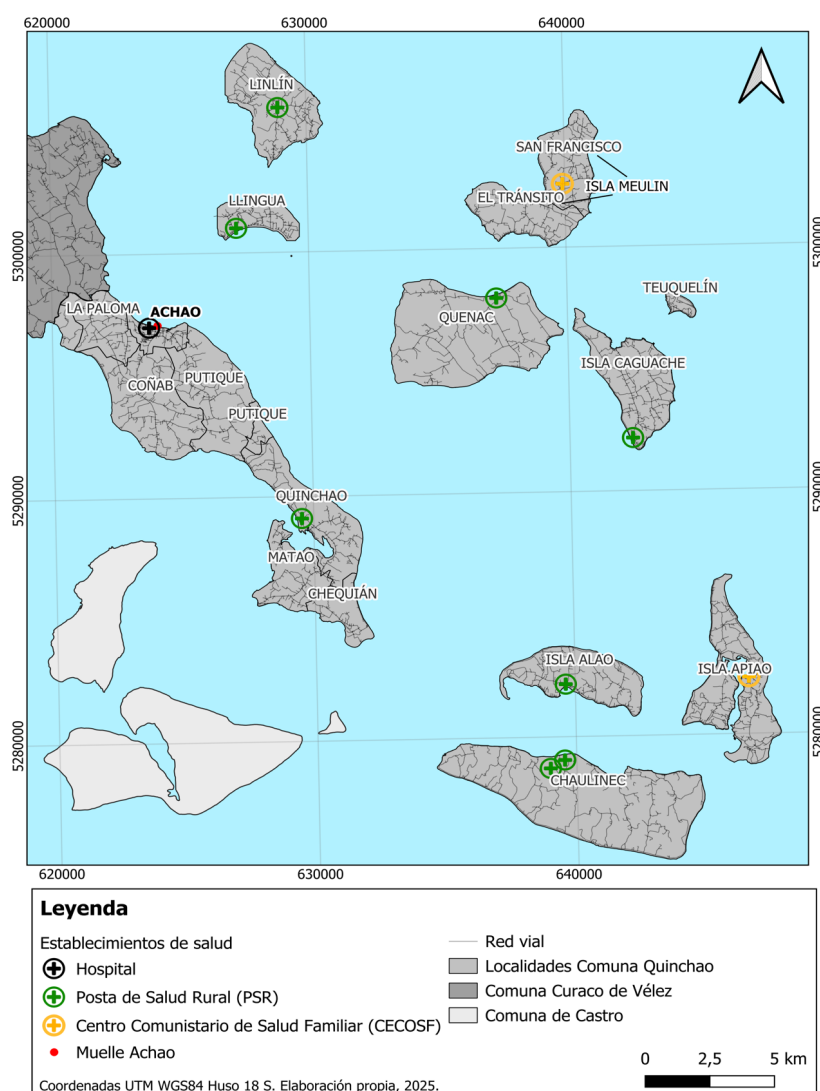 620000
630000
640000
LINLÍN
SAN FRANCISCO
ISLA MEULIN
EL TRÁNSITO
LLINGUA
5300000
5300000
TEUQUELÍN
LA PALOMA
ACHAO
QUENAC
ISLA CAGUACHE
COÑAB
PUTIQUE
PUTIQUE
5290000
5290000
QUINCHAO
MATAO
CHEQUIÁN
ISLA ALAO
ISLA APIAO
5280000
5280000
CHAULINEC
620000
630000
640000
Leyenda
Establecimientos de salud
Hospital
Posta de Salud Rural (PSR)
Centro Comunistario de Salud Familiar (CECOSF)
Muelle Achao
Red vial
Localidades Comuna Quinchao
Comuna Curaco de Vélez
Comuna de Castro
0 2,5 5 km
Coordenadas UTM WGS84 Huso 18 S. Elaboración propia, 2025.